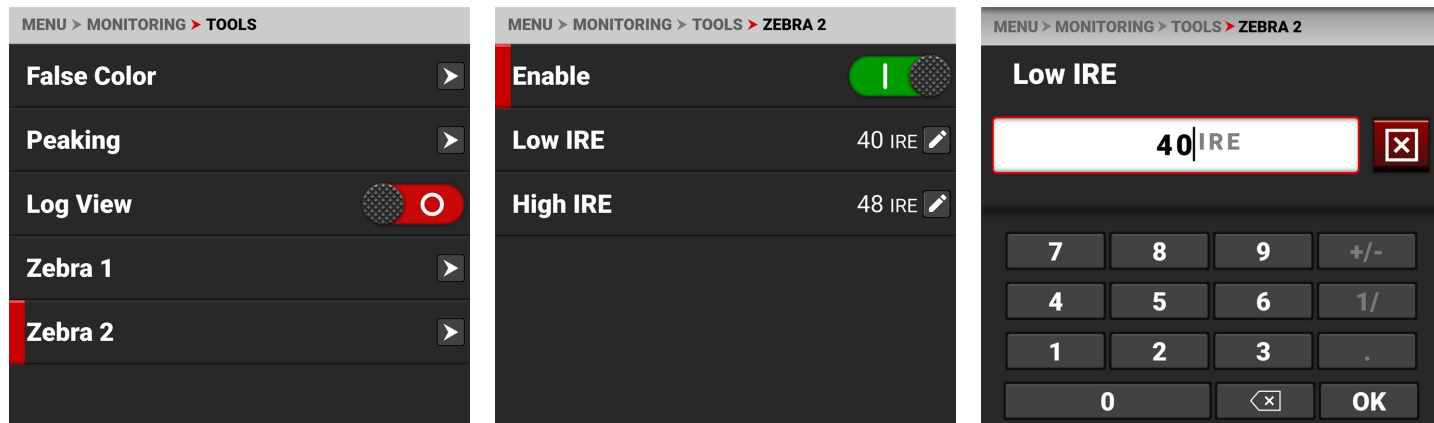 MENU > MONITORING > TOOLS
False Color
Peaking
Log View
Zebra 1
Zebra 2
MENU > MONITORING > TOOLS > ZEBRA 2
Enable
Low IRE 40 IRE
High IRE 48 IRE
MENU > MONITORING > TOOLS > ZEBRA 2
Low IRE
40 IRE
7 8 9 +/-
4 5 6 1/
1 2 3 .
0 OK